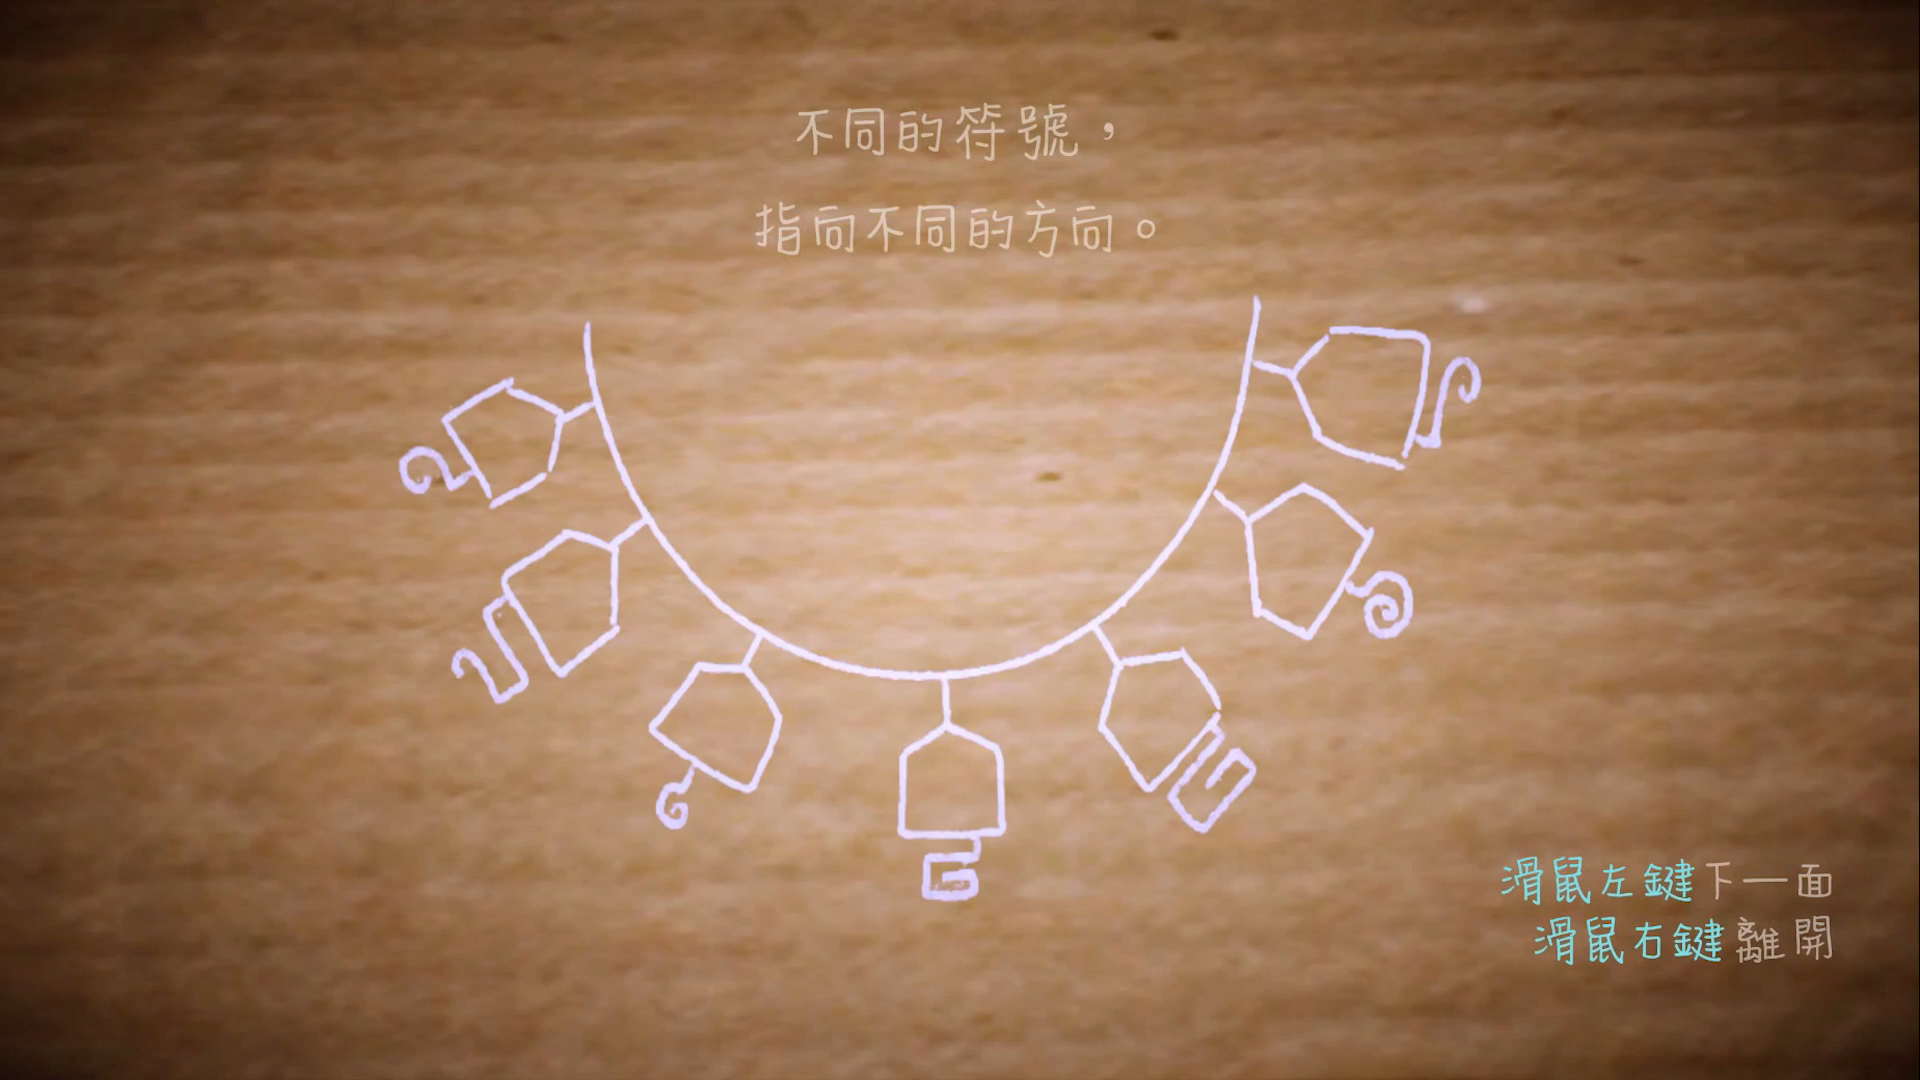 不同的符號，
指向不同的方向。
滑鼠左鍵下一面
滑鼠右鍵離開